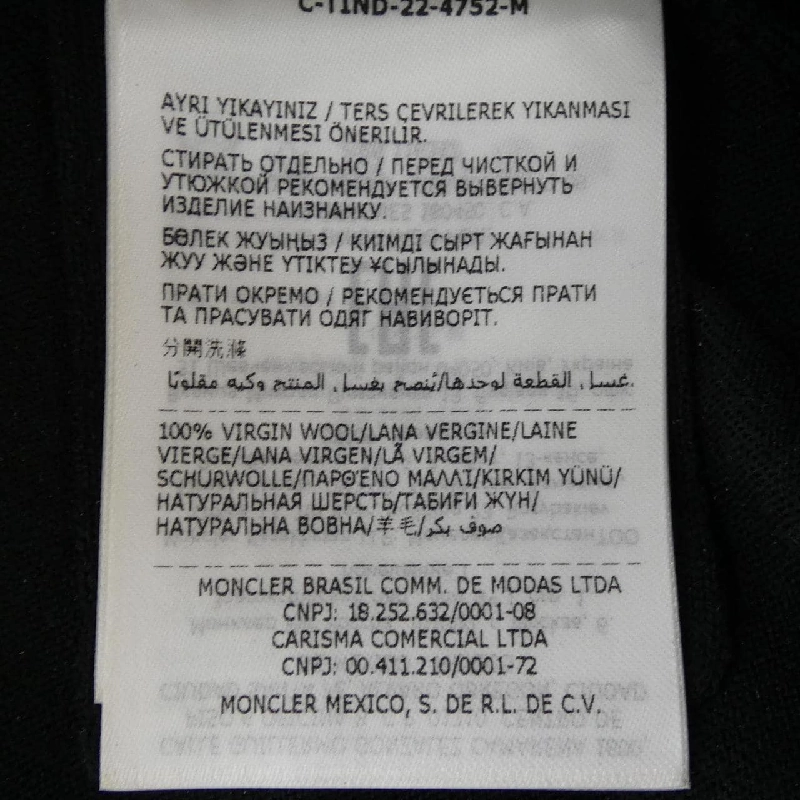 C-TIND-22-4752-M
AYRI YIKAYINIZ / TERS ÇEVRİLEREK YIKANMASI
VE ÜTÜLENMESİ ÖNERİLİR.
СТИРАТЬ ОТДЕЛЬНО / ПЕРЕД ЧИСТКОЙ И
УТЮЖКОЙ РЕКОМЕНДУЕТСЯ ВЫВЕРНУТЬ
ИЗДЕЛИЕ НАИЗНАНКУ.
БӨЛЕК ЖУЫҢЫЗ / КИІМДІ СЫРТ ЖАҒЫНАН
ЖУУ ЖӘНЕ ҮТІКТЕУ ҰСЫЛЫНАДЫ.
ПРАТИ ОКРЕМО / РЕКОМЕНДУЄТЬСЯ ПРАТИ
ТА ПРАСУВАТИ ОДЯГ НАВИВОРІТ.
分開洗滌
غسل القطعة لوحدها/يُنصح بغسل المنتج وكيه مقلوبًا.
100% VIRGIN WOOL/LANA VERGINE/LAINE
VIERGE/LANA VIRGEN/LÃ VIRGEM/
SCHURWOLLE/ΠΑΡΘΈΝΟ ΜΑΛΛΊ/KIRKIM YÜNÜ/
НАТУРАЛЬНАЯ ШЕРСТЬ/ТАБИҒИ ЖҮН/
НАТУРАЛЬНА ВОВНА/羊毛/صوف بكر
MONCLER BRASIL COMM. DE MODAS LTDA
CNPJ: 18.252.632/0001-08
CARISMA COMERCIAL LTDA
CNPJ: 00.411.210/0001-72
MONCLER MEXICO, S. DE R.L. DE C.V.